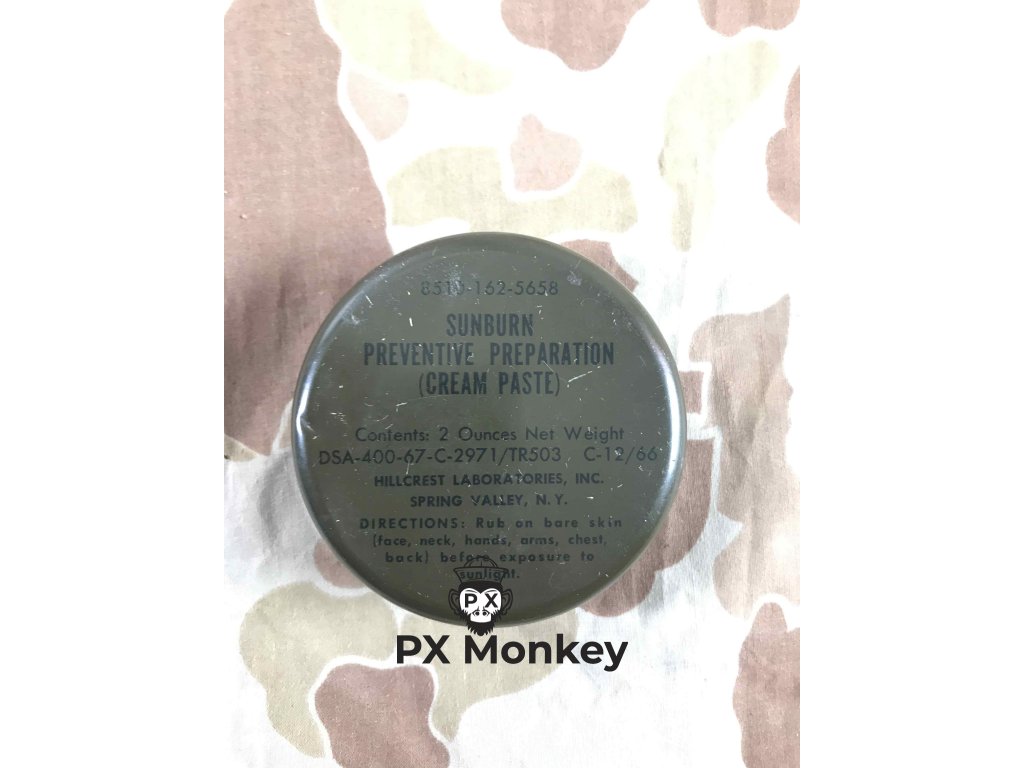 8510-162-5658
SUNBURN
PREVENTIVE PREPARATION
(CREAM PASTE)
Contents: 2 Ounces Net Weight
DSA-400-67-C-2971/TR503 C-12/66
HILLCREST LABORATORIES, INC.
SPRING VALLEY, N.Y.
DIRECTIONS: Rub on bare skin
(face, neck, hands, arms, chest,
back) before exposure to
sunlight.
PX
PX Monkey